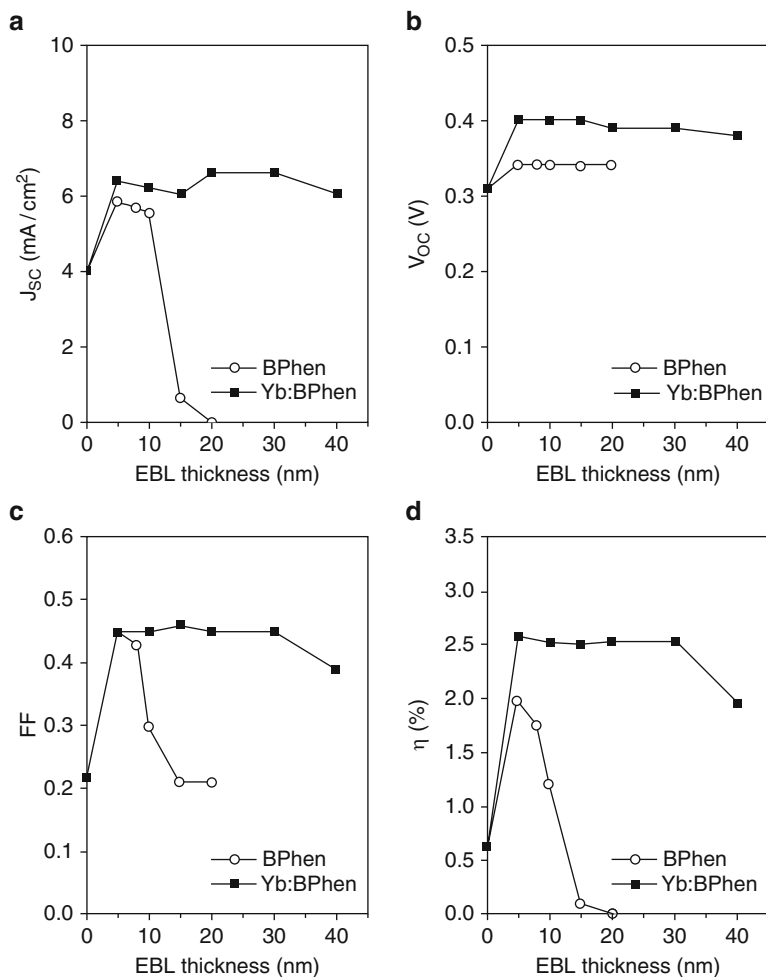 a
10
8
6
4
2
0
J_SC (mA/cm²)
BPhen
Yb:BPhen
0 10 20 30 40
EBL thickness (nm)
b
0.5
0.4
0.3
0.2
0.1
0.0
V_OC (V)
BPhen
Yb:BPhen
0 10 20 30 40
EBL thickness (nm)
c
0.6
0.5
0.4
0.3
0.2
0.1
0.0
FF
BPhen
Yb:BPhen
0 10 20 30 40
EBL thickness (nm)
d
3.5
3.0
2.5
2.0
1.5
1.0
0.5
0.0
η (%)
BPhen
Yb:BPhen
0 10 20 30 40
EBL thickness (nm)